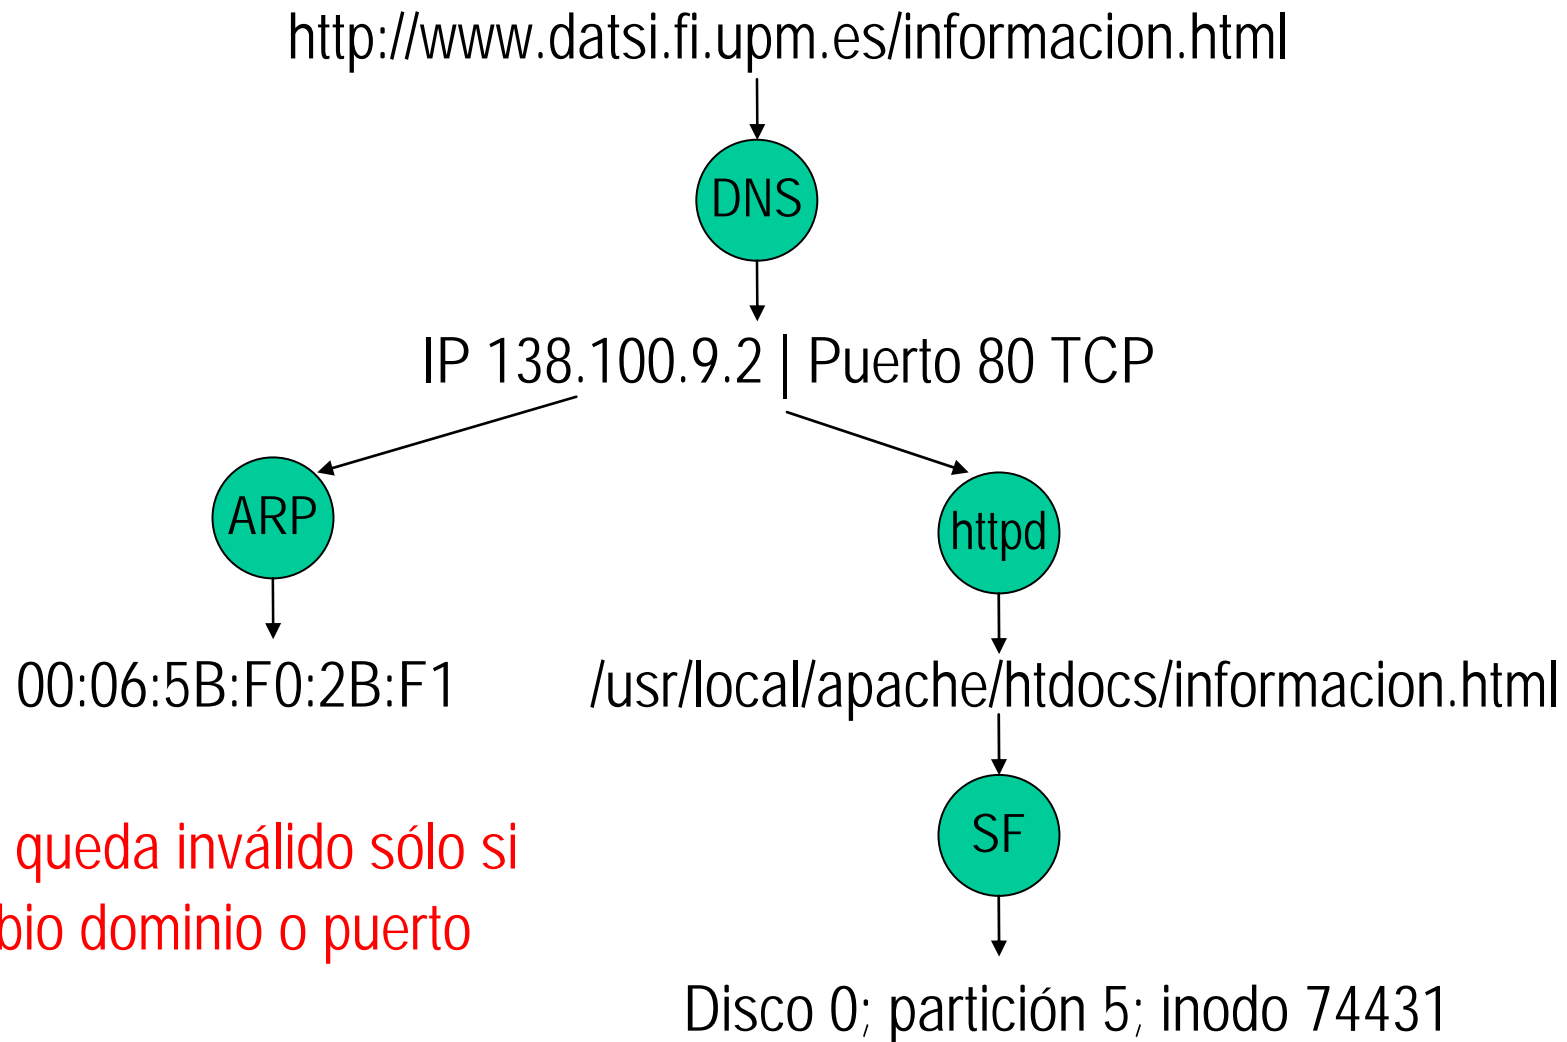 http://www.datsi.fi.upm.es/informacion.html
DNS
IP 138.100.9.2 | Puerto 80 TCP
ARP
httpd
00:06:5B:F0:2B:F1
/usr/local/apache/htdocs/informacion.html
SF
queda inválido sólo si
dominio o puerto
Disco 0; partición 5; inodo 74431